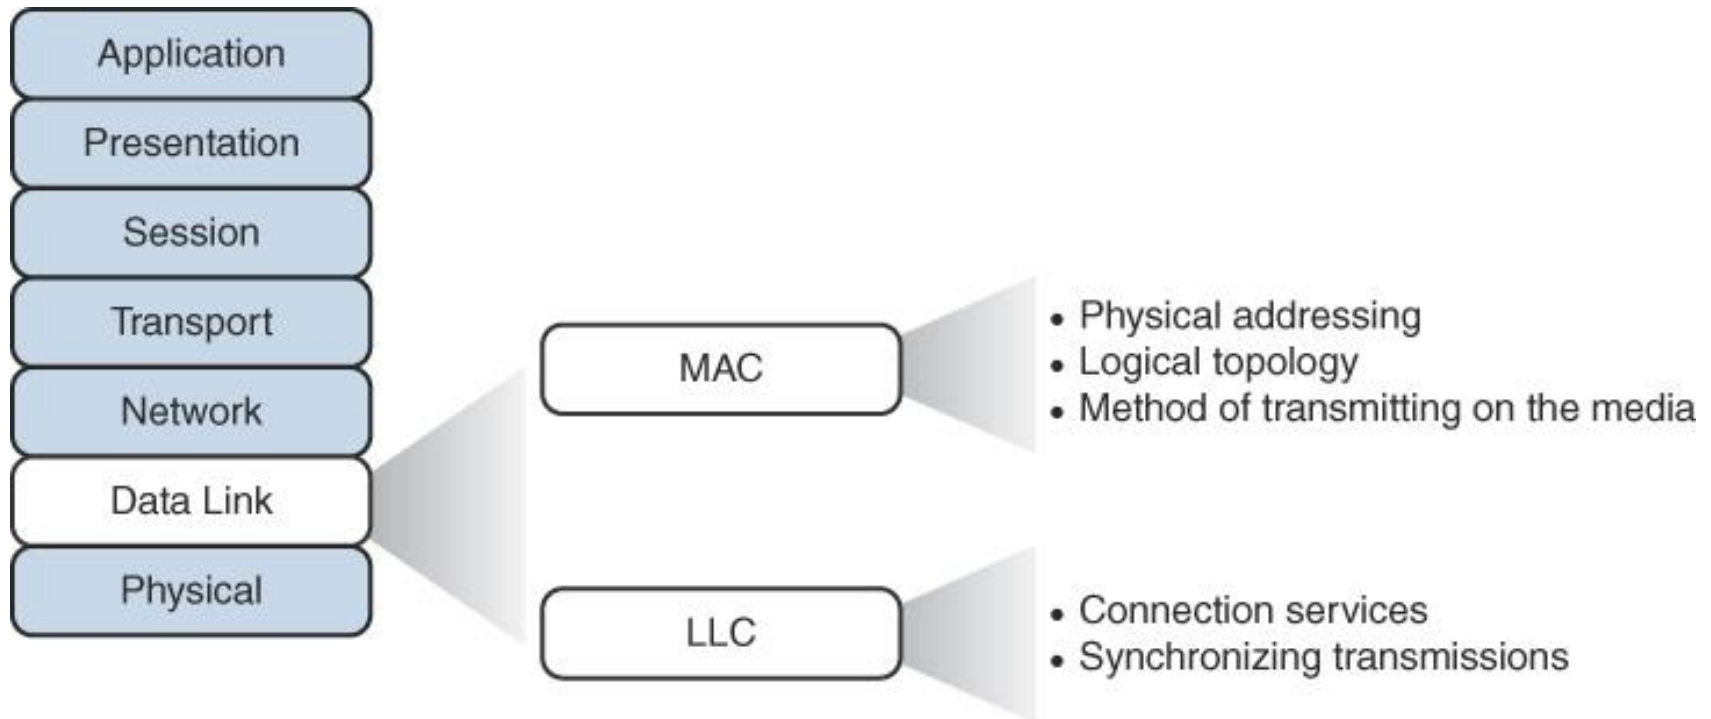 Application
Presentation
Session
Transport
Network
Data Link
Physical
MAC
• Physical addressing
• Logical topology
• Method of transmitting on the media
LLC
• Connection services
• Synchronizing transmissions